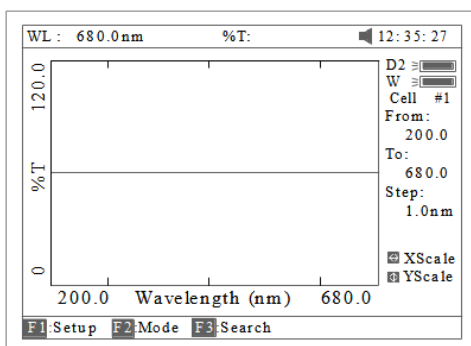 WL: 680.0nm %T: 12:35:27
120.0
%T
0
200.0 Wavelength (nm) 680.0
D2
W
Cell #1
From:
200.0
To:
680.0
Step:
1.0nm
XScale
YScale
F1:Setup F2:Mode F3:Search